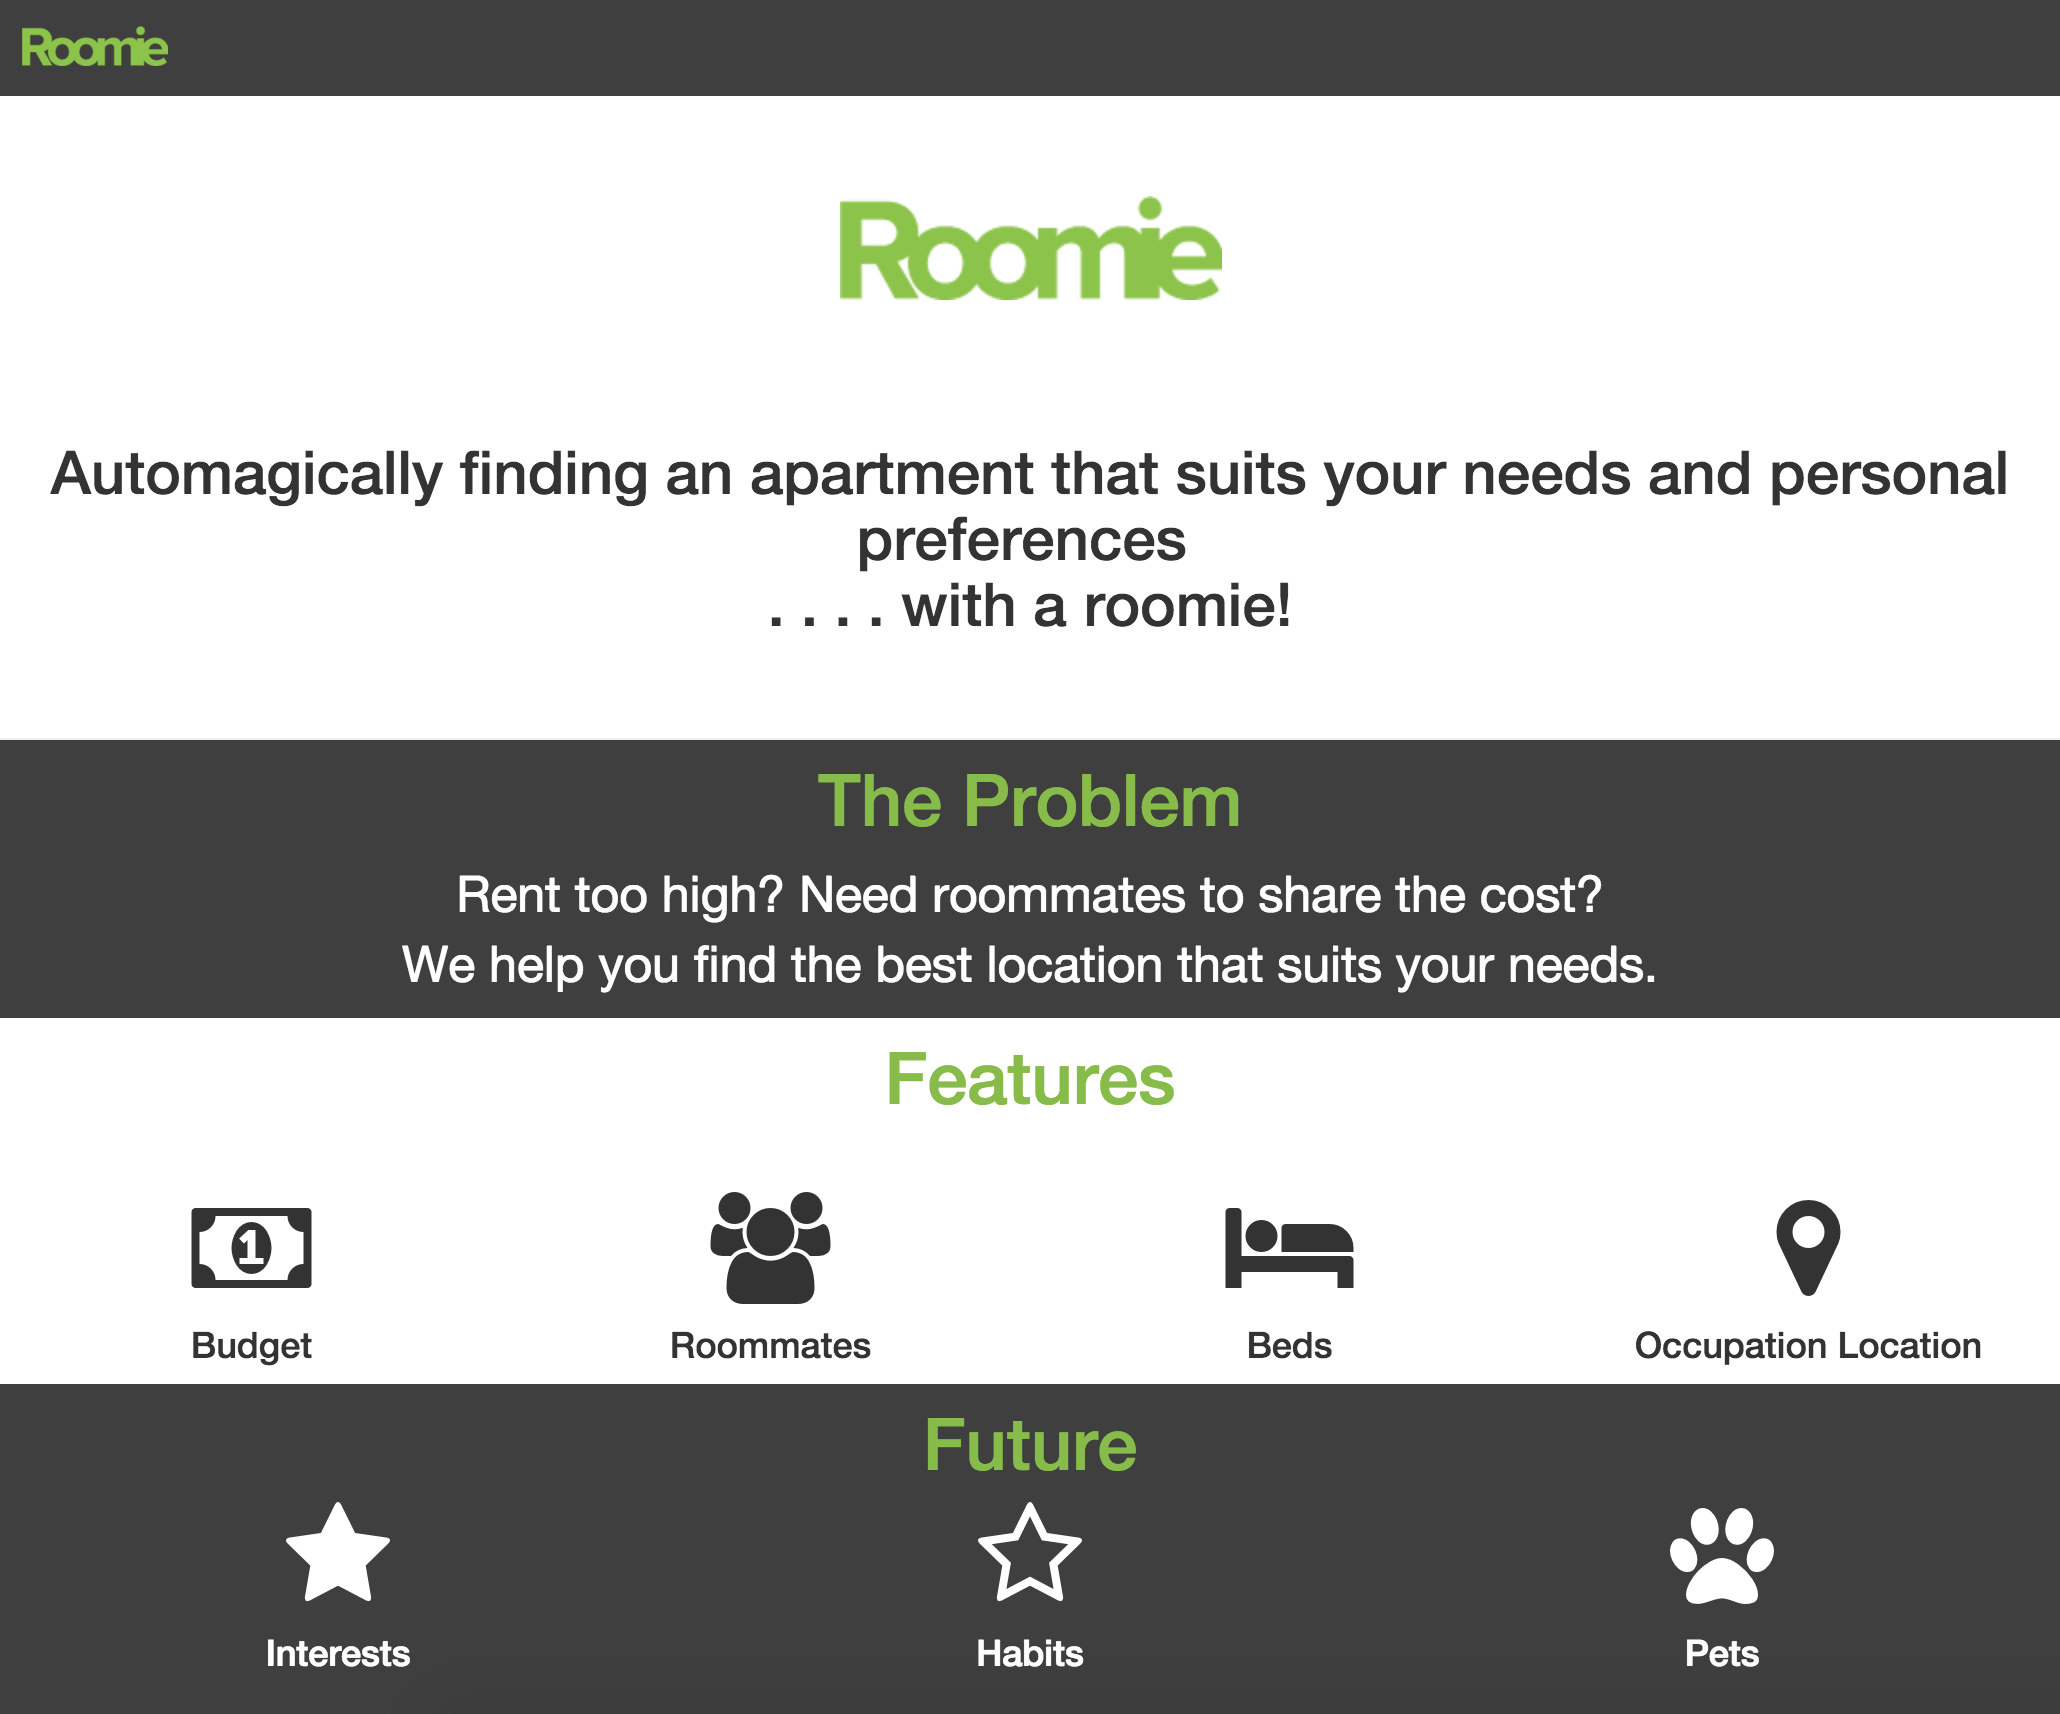 Roomie
Roomie
Automagically finding an apartment that suits your needs and personal
preferences
. . . . with a roomie!
The Problem
Rent too high? Need roommates to share the cost?
We help you find the best location that suits your needs.
Features
1
Budget
Roommates
Beds
Occupation Location
Future
Interests
Habits
Pets